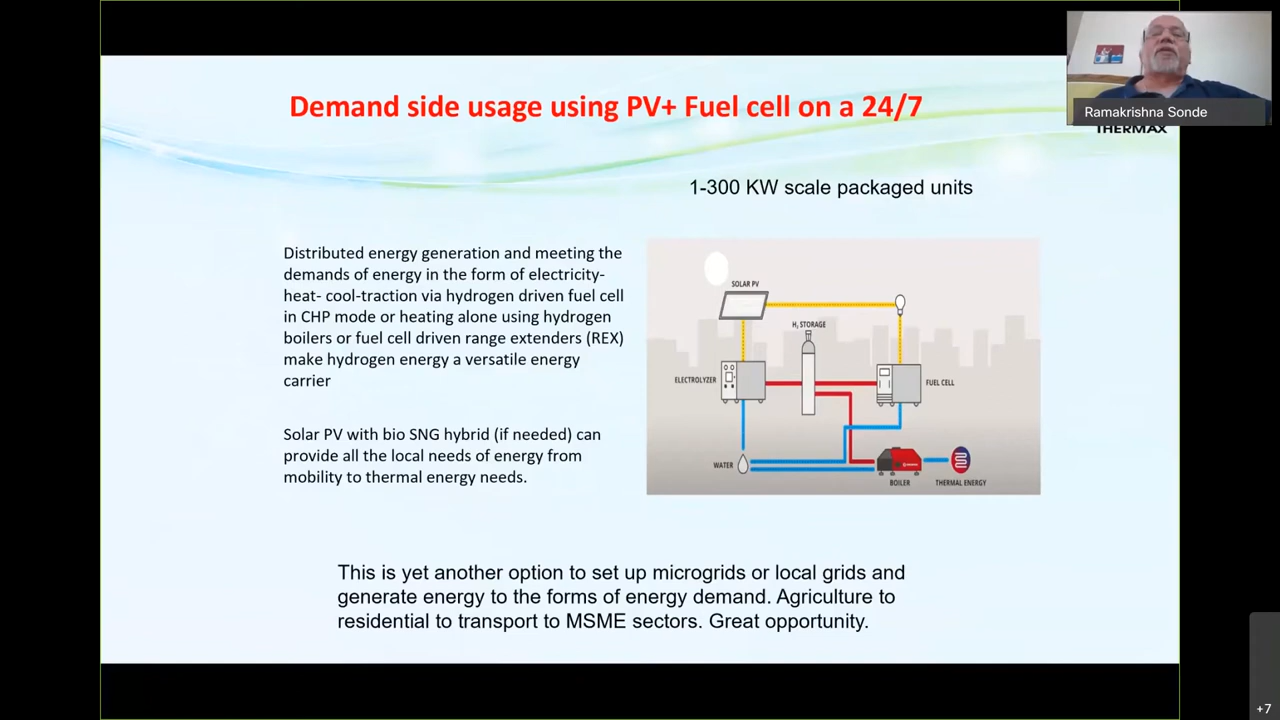 Demand side usage using PV+ Fuel cell on a 24/7
Ramakrishna Sonde
THERMAX
1-300 KW scale packaged units
Distributed energy generation and meeting the
demands of energy in the form of electricity-
heat- cool-traction via hydrogen driven fuel cell
in CHP mode or heating alone using hydrogen
boilers or fuel cell driven range extenders (REX)
make hydrogen energy a versatile energy
carrier
Solar PV with bio SNG hybrid (if needed) can
provide all the local needs of energy from
mobility to thermal energy needs.
SOLAR PV
H₂ STORAGE
ELECTROLYZER
FUEL CELL
WATER
BOILER
THERMAL ENERGY
This is yet another option to set up microgrids or local grids and
generate energy to the forms of energy demand. Agriculture to
residential to transport to MSME sectors. Great opportunity.
+7